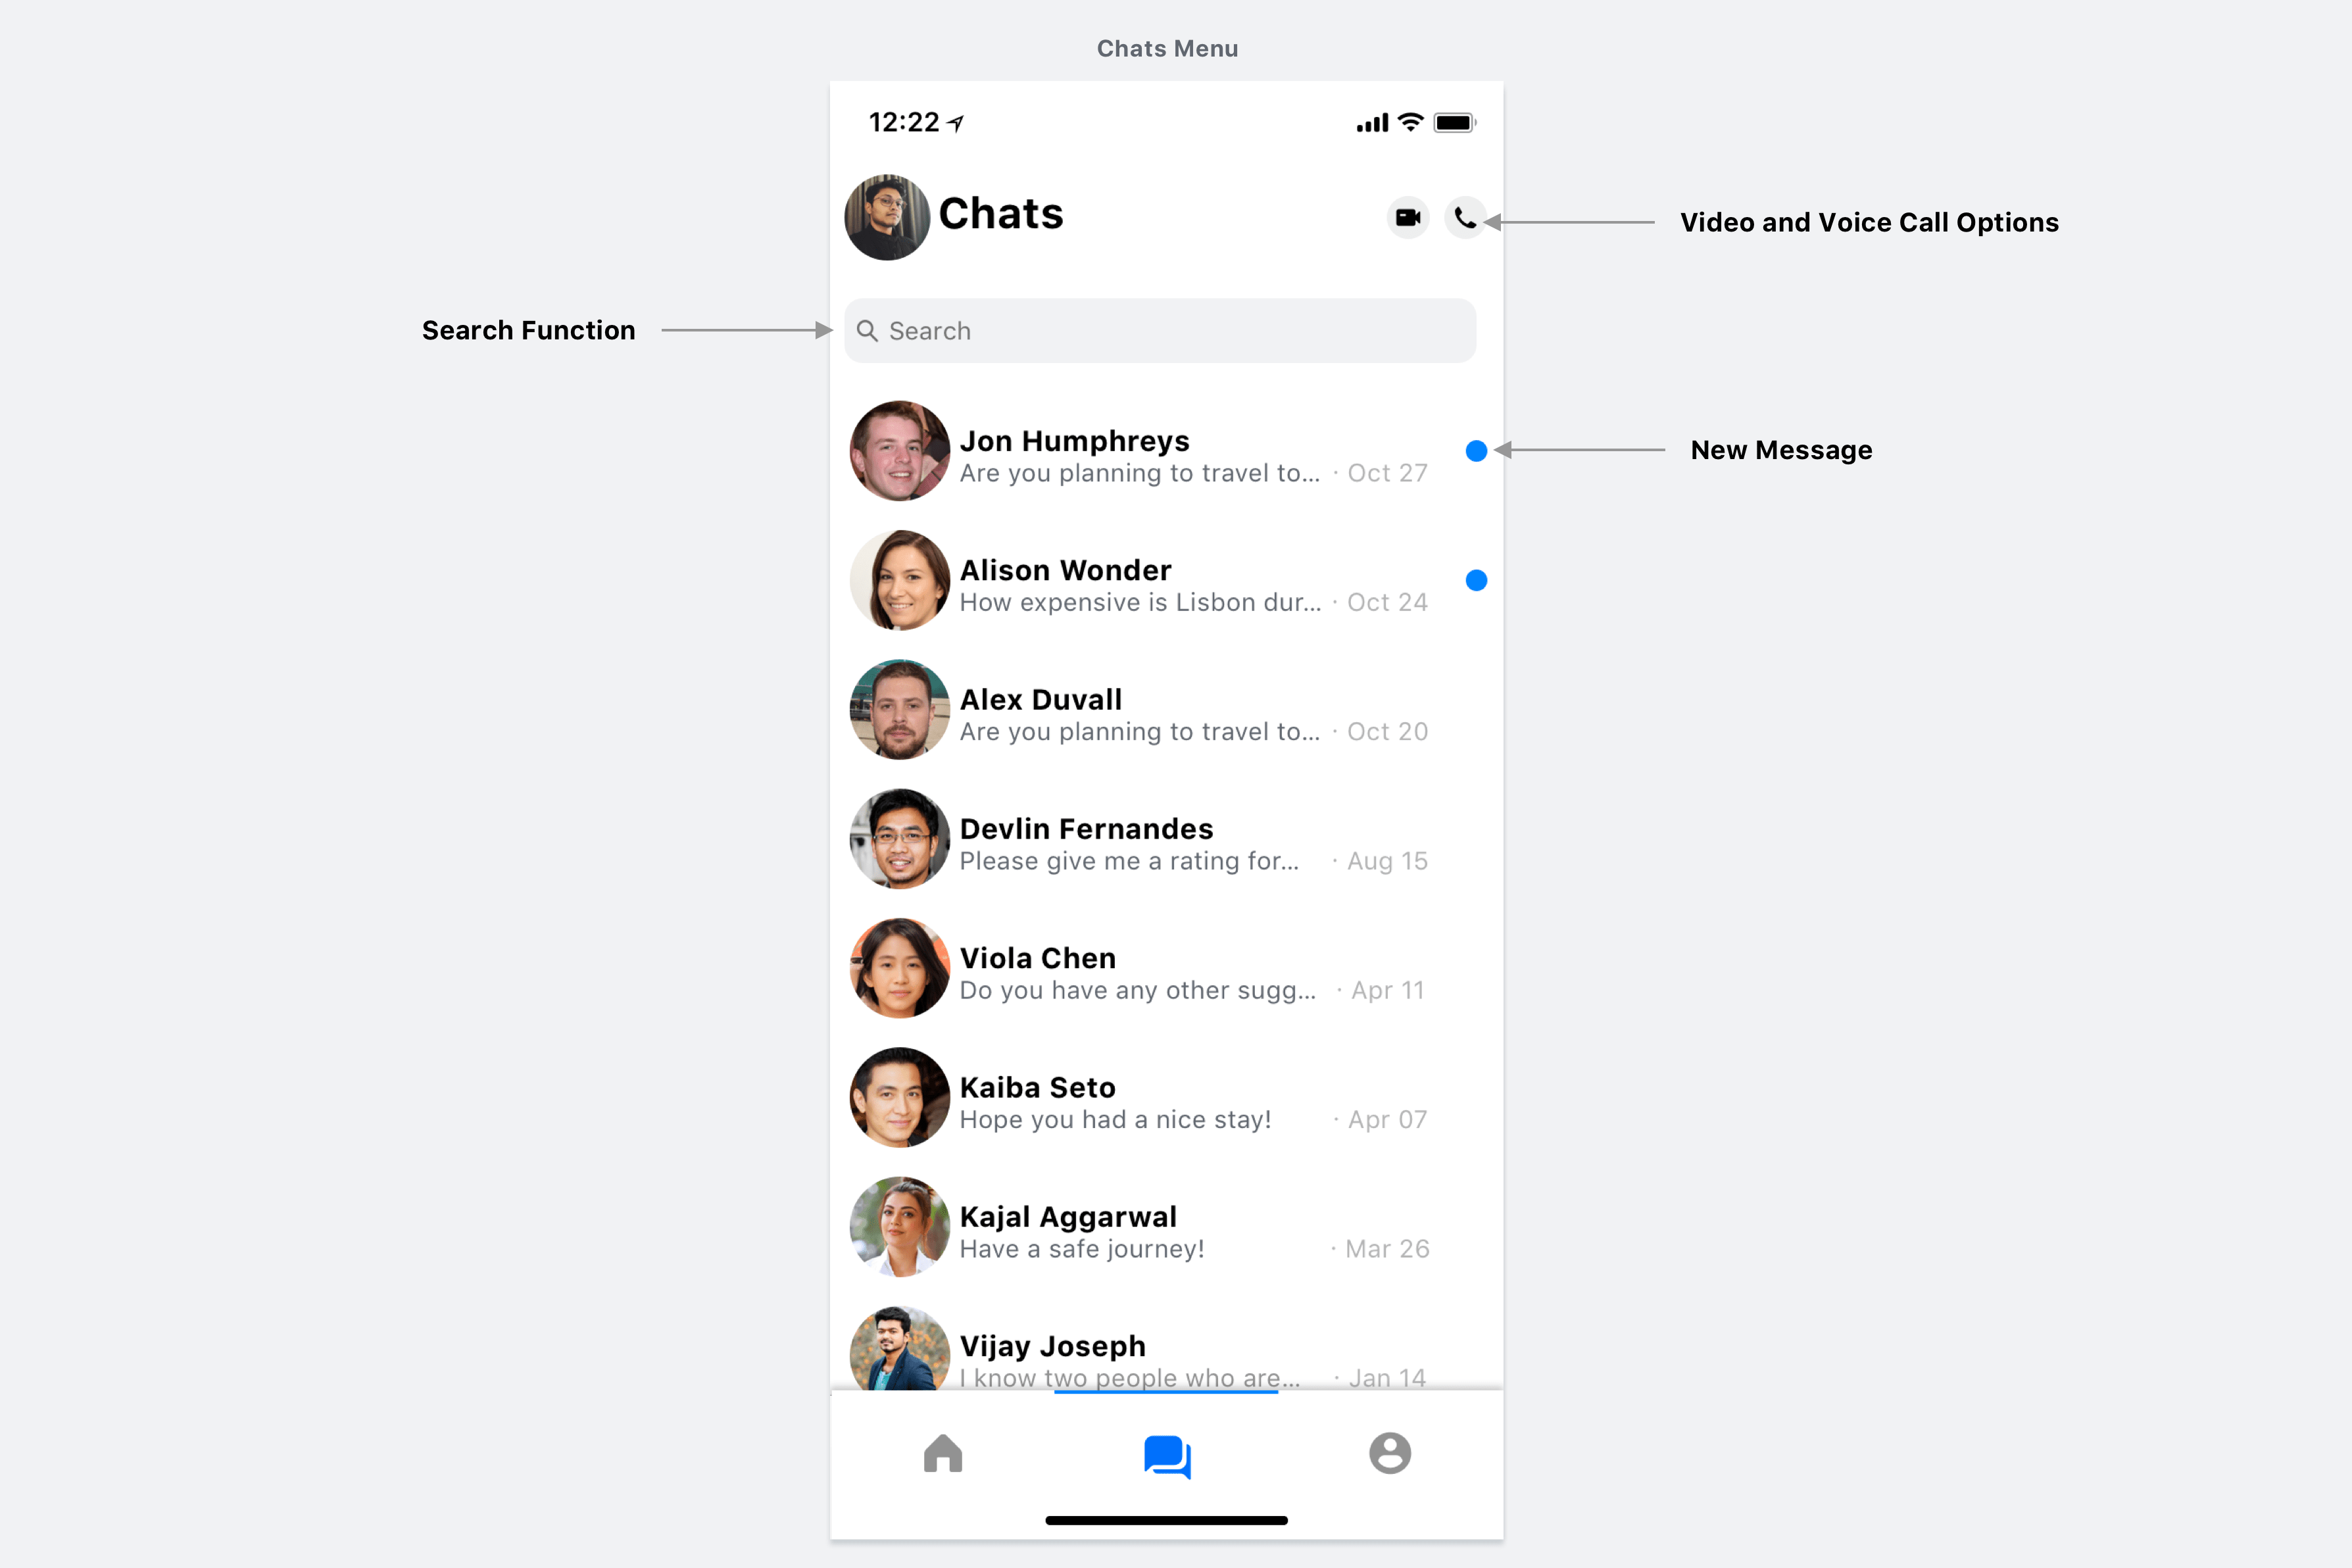 Chats Menu
12:22
Chats
Video and Voice Call Options
Search Function
Search
Jon Humphreys
Are you planning to travel to... · Oct 27
New Message
Alison Wonder
How expensive is Lisbon dur... · Oct 24
Alex Duvall
Are you planning to travel to... · Oct 20
Devlin Fernandes
Please give me a rating for... · Aug 15
Viola Chen
Do you have any other sugg... · Apr 11
Kaiba Seto
Hope you had a nice stay! · Apr 07
Kajal Aggarwal
Have a safe journey! · Mar 26
Vijay Joseph
I know two people who are... · Jan 14